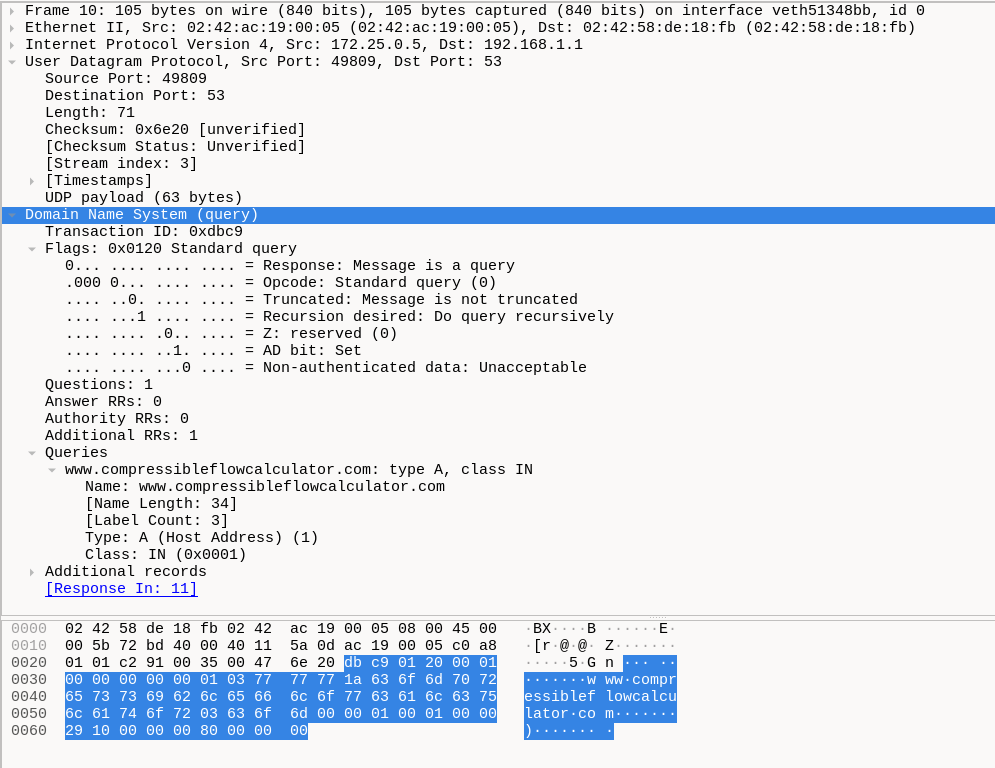 Frame 10: 105 bytes on wire (840 bits), 105 bytes captured (840 bits) on interface veth51348bb, id 0
Ethernet II, Src: 02:42:ac:19:00:05 (02:42:ac:19:00:05), Dst: 02:42:58:de:18:fb (02:42:58:de:18:fb)
Internet Protocol Version 4, Src: 172.25.0.5, Dst: 192.168.1.1
User Datagram Protocol, Src Port: 49809, Dst Port: 53
Source Port: 49809
Destination Port: 53
Length: 71
Checksum: 0x6e20 [unverified]
[Checksum Status: Unverified]
[Stream index: 3]
[Timestamps]
UDP payload (63 bytes)
Domain Name System (query)
Transaction ID: 0xdbc9
Flags: 0x0120 Standard query
0... .... .... .... = Response: Message is a query
.000 0... .... .... = Opcode: Standard query (0)
.... ..0. .... .... = Truncated: Message is not truncated
.... ...1 .... .... = Recursion desired: Do query recursively
.... .... .0.. .... = Z: reserved (0)
.... .... ..1. .... = AD bit: Set
.... .... ...0 .... = Non-authenticated data: Unacceptable
Questions: 1
Answer RRs: 0
Authority RRs: 0
Additional RRs: 1
Queries
www.compressibleflowcalculator.com: type A, class IN
Name: www.compressibleflowcalculator.com
[Name Length: 34]
[Label Count: 3]
Type: A (Host Address) (1)
Class: IN (0x0001)
Additional records
[Response In: 11]
0000 02 42 58 de 18 fb 02 42 ac 19 00 05 08 00 45 00 ·BX····B ······E·
0010 00 5b 72 bd 40 00 40 11 5a 0d ac 19 00 05 c0 a8 ·[r·@·@· Z·······
0020 01 01 c2 91 00 35 00 47 6e 20 db c9 01 20 00 01 ·····5·G n ··· ··
0030 00 00 00 00 00 01 03 77 77 77 1a 63 6f 6d 70 72 ·······w ww·compr
0040 65 73 73 69 62 6c 65 66 6c 6f 77 63 61 6c 63 75 essiblef lowcalcu
0050 6c 61 74 6f 72 03 63 6f 6d 00 00 01 00 01 00 00 lator·co m·······
0060 29 10 00 00 00 80 00 00 00 )······· ·